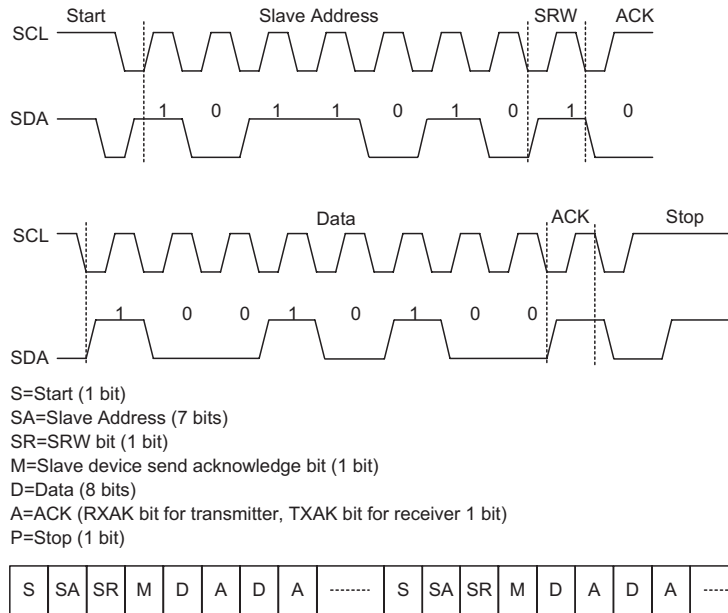 Start Slave Address SRW ACK
SCL
SDA 1 0 1 1 0 1 0 1 0
Data ACK Stop
SCL
1 0 0 1 0 1 0 0
SDA
S=Start (1 bit)
SA=Slave Address (7 bits)
SR=SRW bit (1 bit)
M=Slave device send acknowledge bit (1 bit)
D=Data (8 bits)
A=ACK (RXAK bit for transmitter, TXAK bit for receiver 1 bit)
P=Stop (1 bit)
S SA SR M D A D A ........ S SA SR M D A D A ........